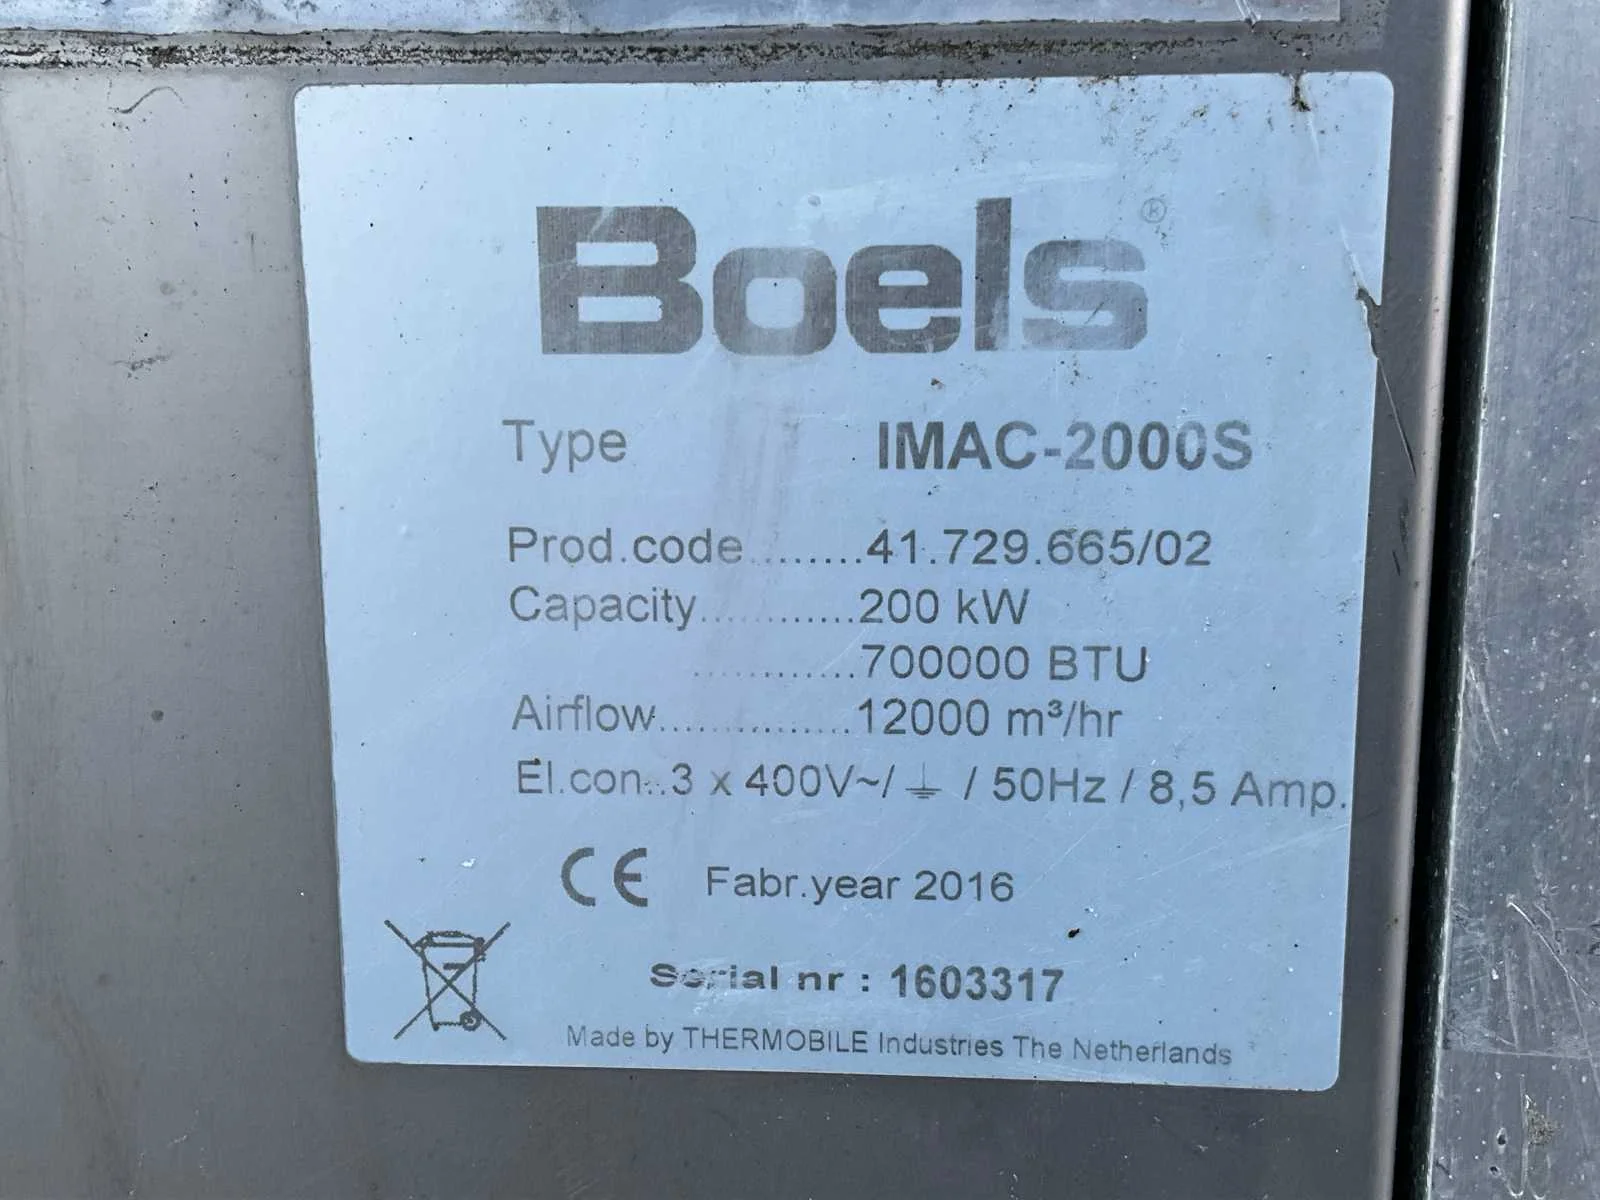 Boels®
Type IMAC-2000S
Prod.code........41.729.665/02
Capacity............200 kW
............700000 BTU
Airflow...............12000 m³/hr
El.con..3 x 400V~/ ⏚ / 50Hz / 8,5 Amp.
CE Fabr.year 2016
Serial nr : 1603317
Made by THERMOBILE Industries The Netherlands